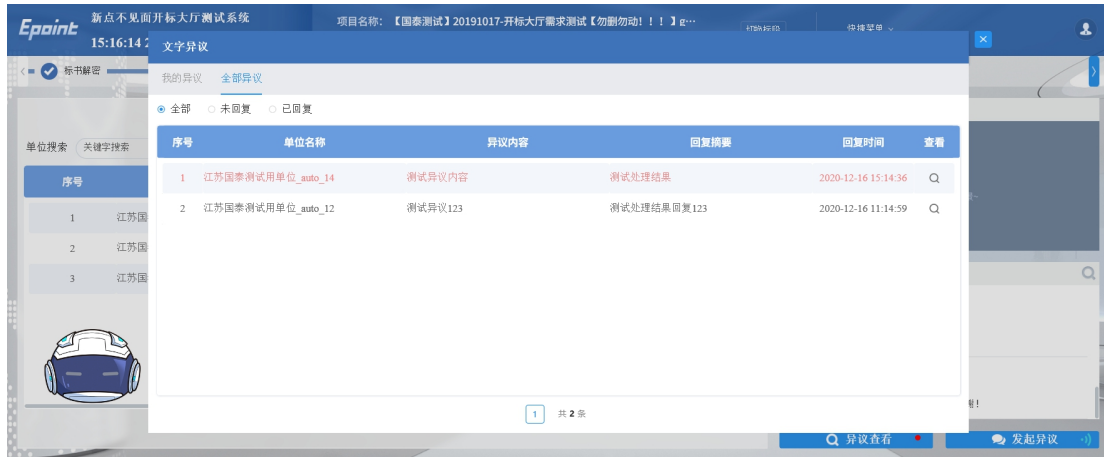 Epoint
新点不见面开标大厅测试系统
项目名称： 【国泰测试】20191017-开标大厅需求测试【勿删勿动！！！】g…
切换标段
快捷菜单
15:16:14 2
文字异议
标书解密
我的异议 全部异议
全部 未回复 已回复
单位搜索 关键字搜索
序号 单位名称 异议内容 回复摘要 回复时间 查看
序号
1 江苏国泰测试用单位_auto_14 测试异议内容 测试处理结果 2020-12-16 15:14:36
2 江苏国泰测试用单位_auto_12 测试异议123 测试处理结果回复123 2020-12-16 11:14:59
1 江苏国
2 江苏国
3 江苏国
1 共 2 条
异议查看
发起异议